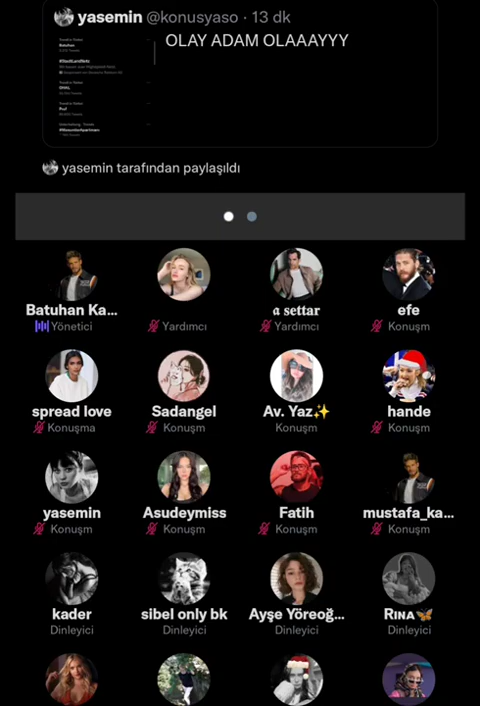 yasemin @konusyaso · 13 dk
OLAY ADAM OLAAAYYY
yasemin tarafından paylaşıldı
Batuhan Ka...
Yönetici
Yardımcı
a settar
Yardımcı
efe
Konuşm
spread love
Konuşma
Sadangel
Konuşm
Av. Yaz✨
Konuşm
hande
Konuşm
yasemin
Konuşm
Asudeymiss
Konuşm
Fatih
Konuşm
mustafa_ka...
Konuşm
kader
Dinleyici
sibel only bk
Dinleyici
Ayşe Yöreoğ...
Dinleyici
Rına🦋
Dinleyici